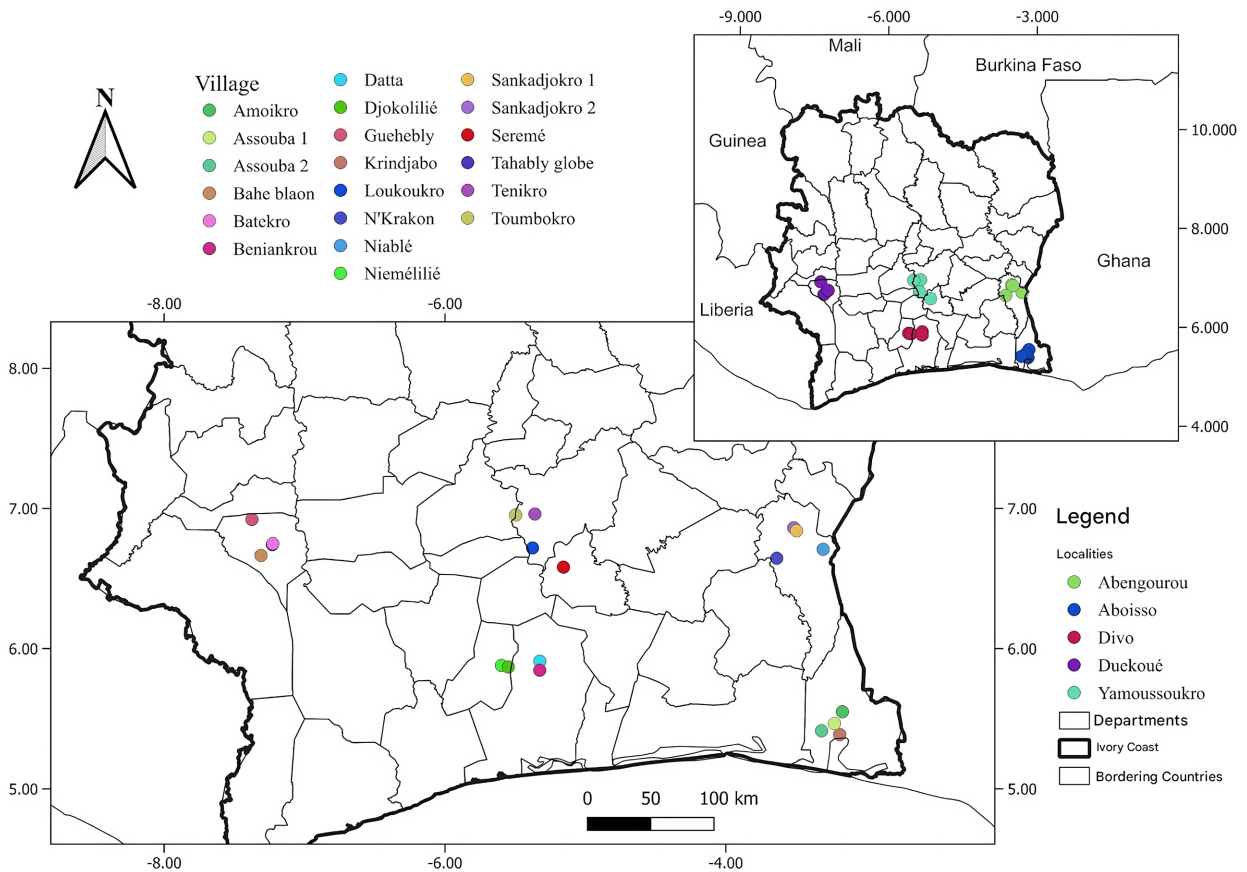 -9.000 -6.000 -3.000
Mali
Burkina Faso
Guinea
Ghana
Liberia
10.000
8.000
6.000
4.000
N
Village
Amoikro
Assouba 1
Assouba 2
Bahe blaon
Batekro
Beniankrou
Datta
Djokolilié
Guehebly
Krindjabo
Loukoukro
N'Krakon
Niablé
Niemélilié
Sankadjokro 1
Sankadjokro 2
Seremé
Tahably globe
Tenikro
Toumbokro
-8.00 -6.00
8.00
7.00 7.00
6.00 6.00
5.00 5.00
0 50 100 km
-8.00 -6.00 -4.00
Legend
Localities
Abengourou
Aboisso
Divo
Duekoué
Yamoussoukro
Departments
Ivory Coast
Bordering Countries